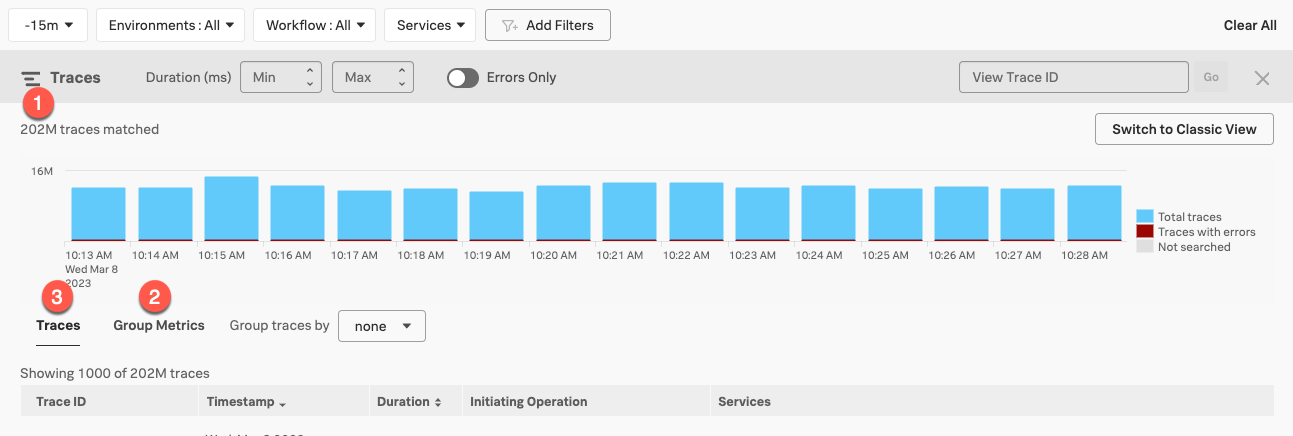 -15m Environments : All Workflow : All Services Add Filters Clear All
Traces Duration (ms) Min Max Errors Only View Trace ID Go
1
202M traces matched Switch to Classic View
16M
Total traces
Traces with errors
Not searched
10:13 AM 10:14 AM 10:15 AM 10:16 AM 10:17 AM 10:18 AM 10:19 AM 10:20 AM 10:21 AM 10:22 AM 10:23 AM 10:24 AM 10:25 AM 10:26 AM 10:27 AM 10:28 AM
Wed Mar 8
2023
3 2
Traces Group Metrics Group traces by none
Showing 1000 of 202M traces
Trace ID Timestamp Duration Initiating Operation Services